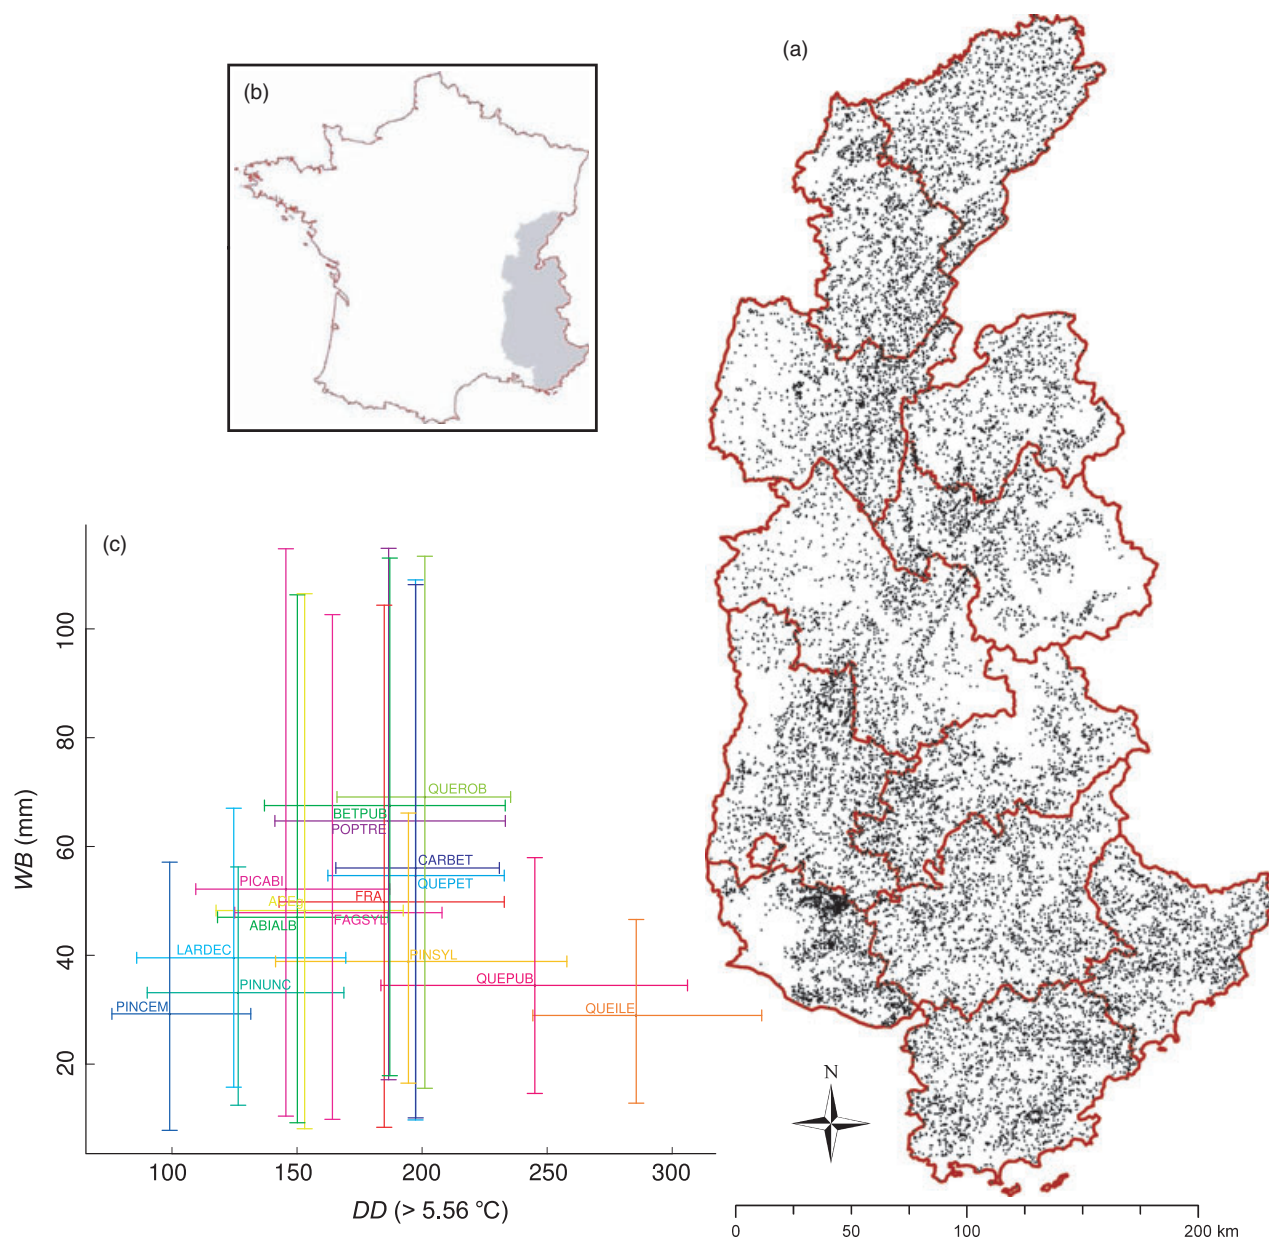 (a)
(b)
(c)
WB (mm)
100
80
60
40
20
QUEROB
BETPUB
POPTRE
CARBET
QUEPET
PICABI
FRA
FAGSYL
ABIALB
LARDEC
PINSYL
PINUNC
QUEPUB
PINCEM
QUEILE
100 150 200 250 300
DD (> 5.56 °C)
N
0 50 100 200 km